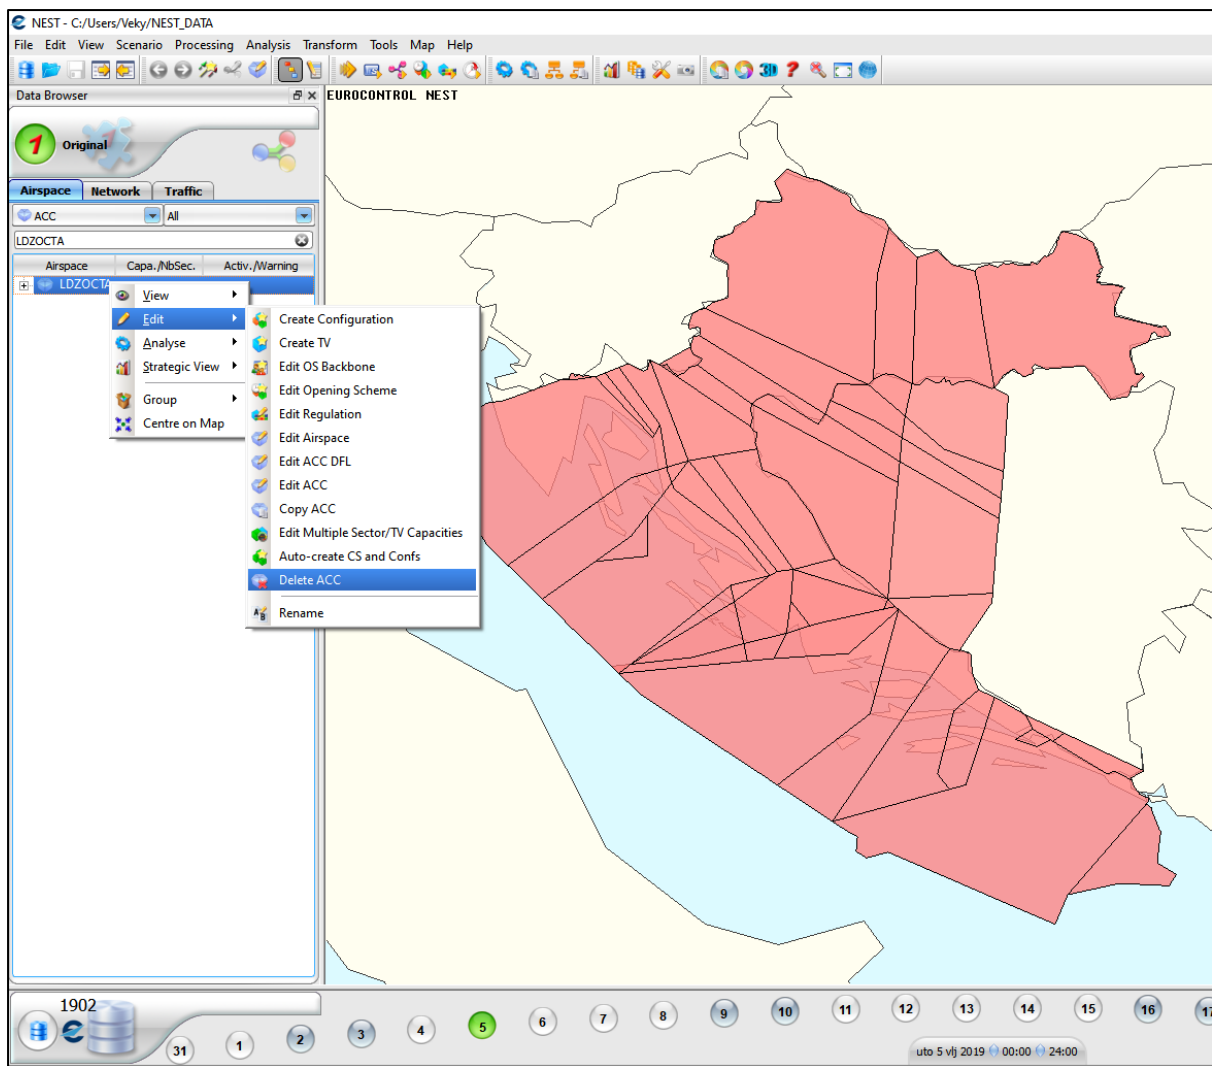 NEST - C:/Users/Veky/NEST_DATA
File Edit View Scenario Processing Analysis Transform Tools Map Help
3D ?
Data Browser
EUROCONTROL NEST
1 Original
Airspace Network Traffic
ACC All
LDZOCTA
Airspace Capa./NbSec. Activ./Warning
LDZOCTA
View
Edit
Analyse
Strategic View
Group
Centre on Map
Create Configuration
Create TV
Edit OS Backbone
Edit Opening Scheme
Edit Regulation
Edit Airspace
Edit ACC DFL
Edit ACC
Copy ACC
Edit Multiple Sector/TV Capacities
Auto-create CS and Confs
Delete ACC
Rename
1902
31 1 2 3 4 5 6 7 8 9 10 11 12 13 14 15 16 17
uto 5 vlj 2019 00:00 24:00